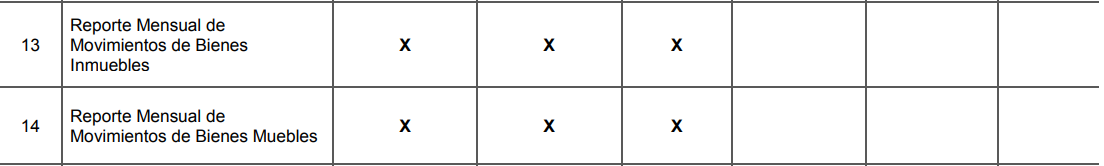 Reporte Mensual de
13 Movimientos de Bienes X X X
Inmuebles
Reporte Mensual de
14 Movimientos de Bienes Muebles X X X